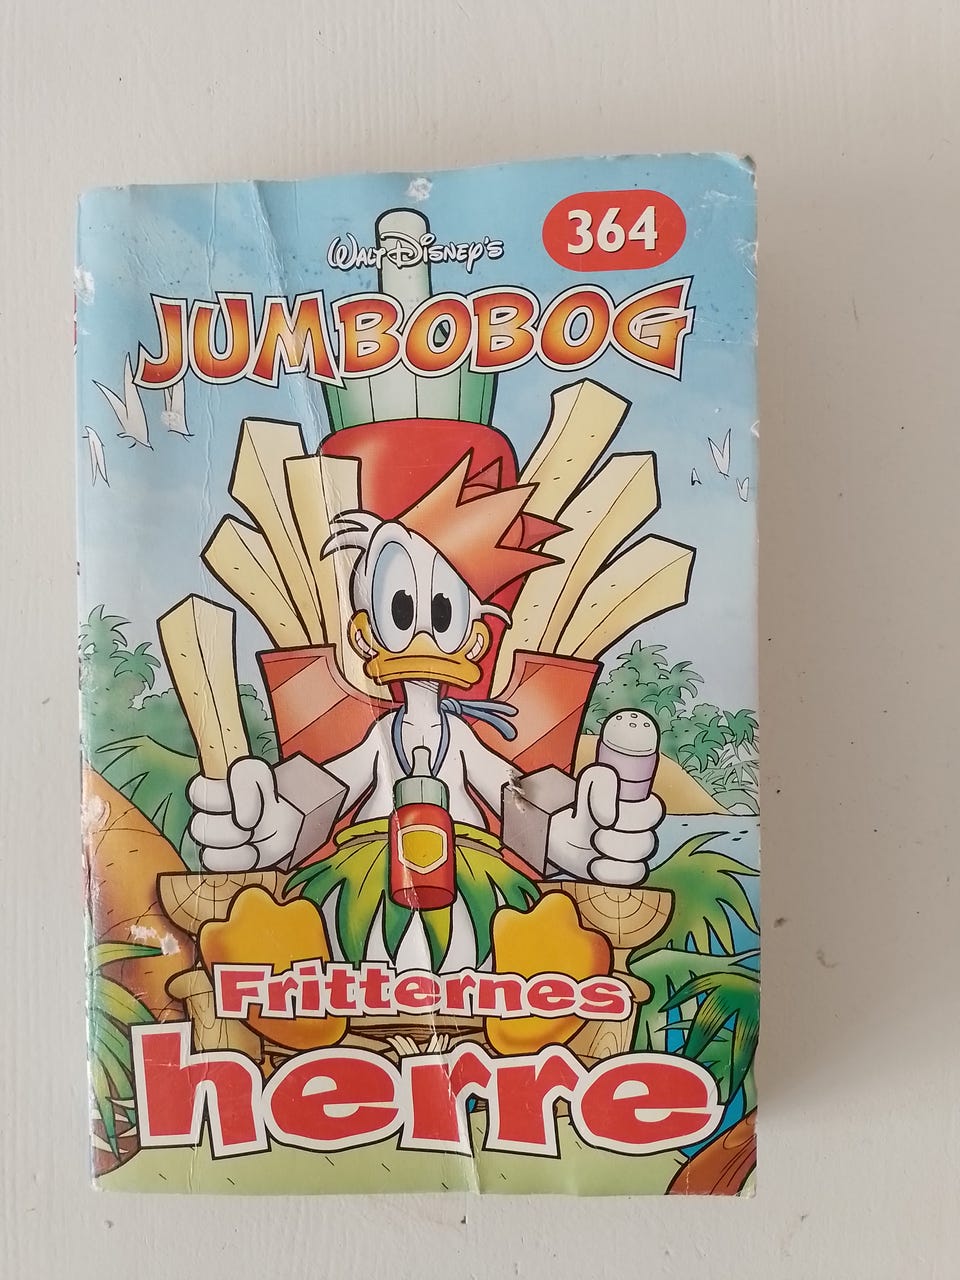 364
Walt Disney's
JUMBOBOG
Fritternes
herre